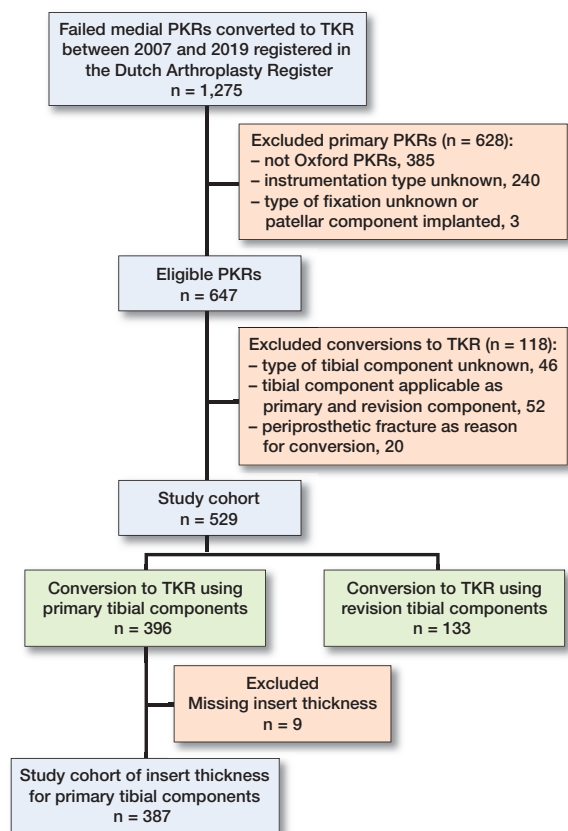 Failed medial PKRs converted to TKR
between 2007 and 2019 registered in
the Dutch Arthroplasty Register
n = 1,275
Excluded primary PKRs (n = 628):
– not Oxford PKRs, 385
– instrumentation type unknown, 240
– type of fixation unknown or
patellar component implanted, 3
Eligible PKRs
n = 647
Excluded conversions to TKR (n = 118):
– type of tibial component unknown, 46
– tibial component applicable as
primary and revision component, 52
– periprosthetic fracture as reason
for conversion, 20
Study cohort
n = 529
Conversion to TKR using
primary tibial components
n = 396
Conversion to TKR using
revision tibial components
n = 133
Excluded
Missing insert thickness
n = 9
Study cohort of insert thickness
for primary tibial components
n = 387